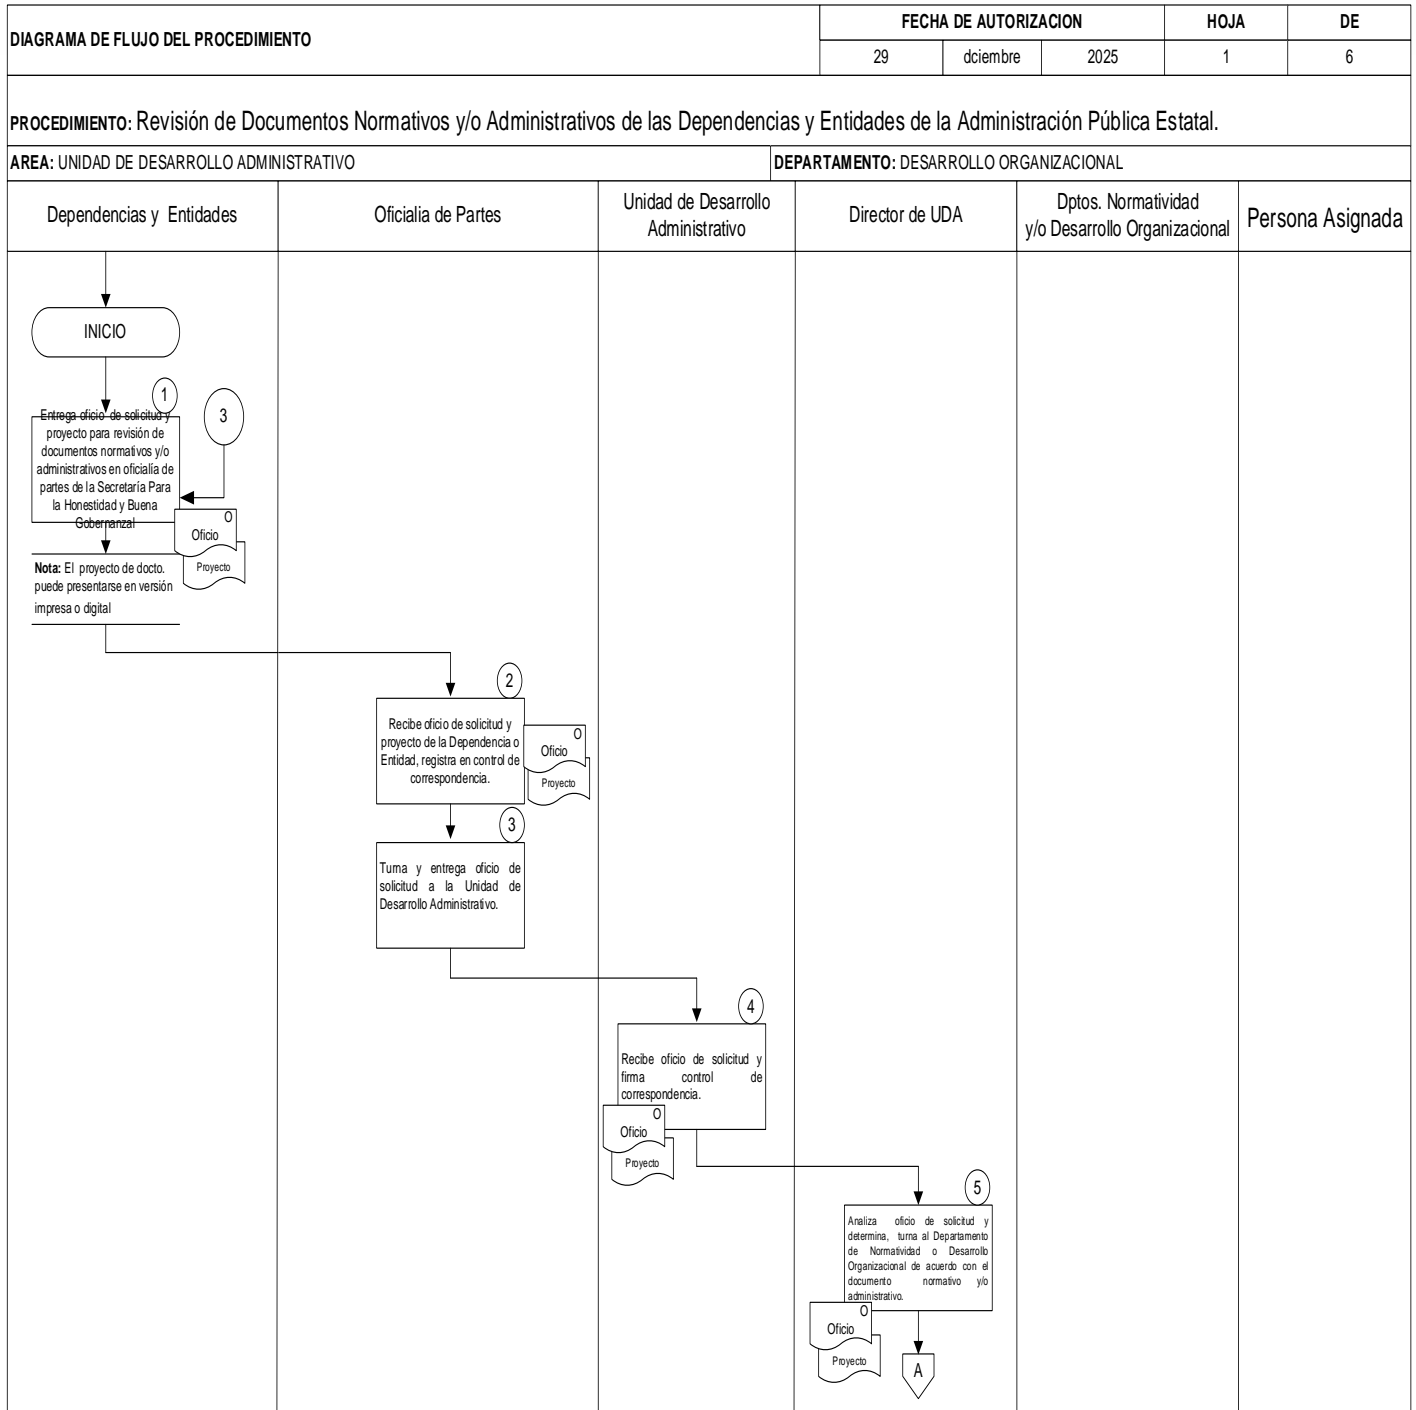 DIAGRAMA DE FLUJO DEL PROCEDIMIENTO
FECHA DE AUTORIZACION
HOJA
DE
29
dciembre
2025
1
6
PROCEDIMIENTO: Revisión de Documentos Normativos y/o Administrativos de las Dependencias y Entidades de la Administración Pública Estatal.
AREA: UNIDAD DE DESARROLLO ADMINISTRATIVO
DEPARTAMENTO: DESARROLLO ORGANIZACIONAL
Dependencias y Entidades
Oficialia de Partes
Unidad de Desarrollo
Administrativo
Director de UDA
Dptos. Normatividad
y/o Desarrollo Organizacional
Persona Asignada
INICIO
1
3
Entrega oficio de solicitud y
proyecto para revisión de
documentos normativos y/o
administrativos en oficialía de
partes de la Secretaría Para
la Honestidad y Buena
Gobernanzal
O
Oficio
Proyecto
Nota: El proyecto de docto.
puede presentarse en versión
impresa o digital
2
Recibe oficio de solicitud y
proyecto de la Dependencia o
Entidad, registra en control de
correspondencia.
O
Oficio
Proyecto
3
Turna y entrega oficio de
solicitud a la Unidad de
Desarrollo Administrativo.
4
Recibe oficio de solicitud y
firma control de
correspondencia.
O
Oficio
Proyecto
5
Analiza oficio de solicitud y
determina, turna al Departamento
de Normatividad o Desarrollo
Organizacional de acuerdo con el
documento normativo y/o
administrativo.
O
Oficio
Proyecto
A